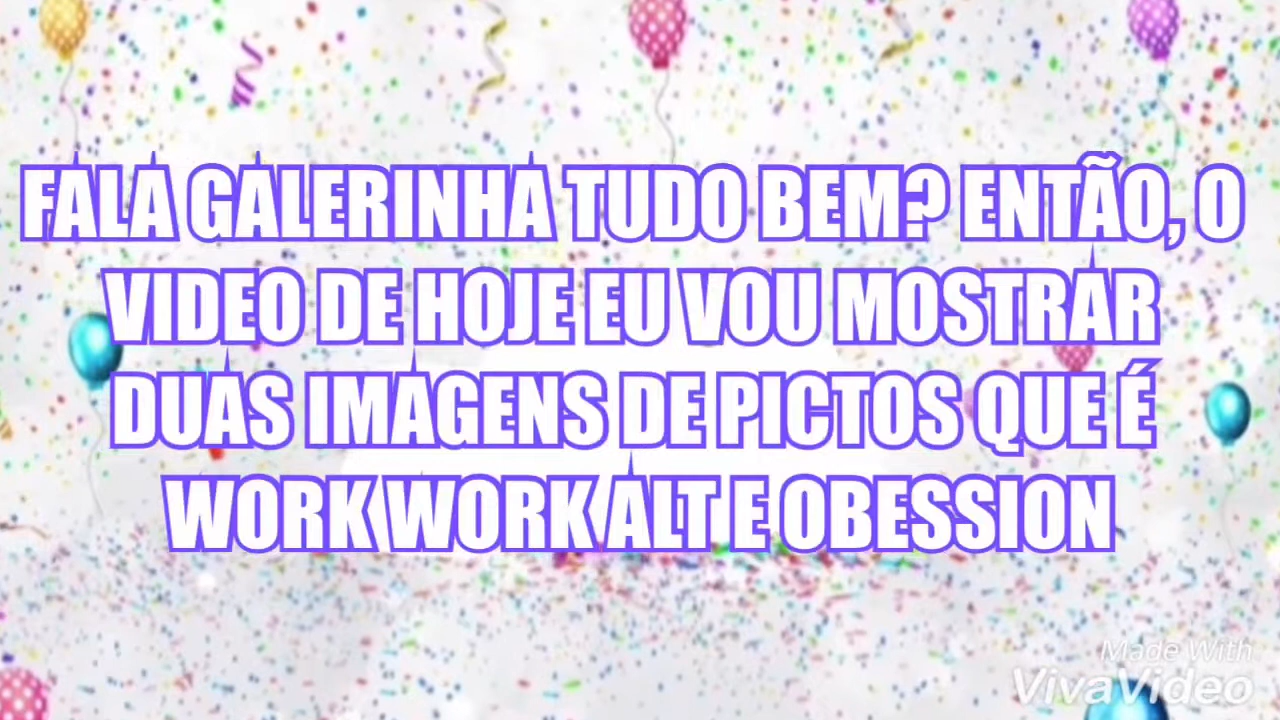 FALA GALERINHA TUDO BEM? ENTÃO, O
VIDEO DE HOJE EU VOU MOSTRAR
DUAS IMAGENS DE PICTOS QUE É
WORK WORK ALT E OBESSION
Made With
VivaVideo